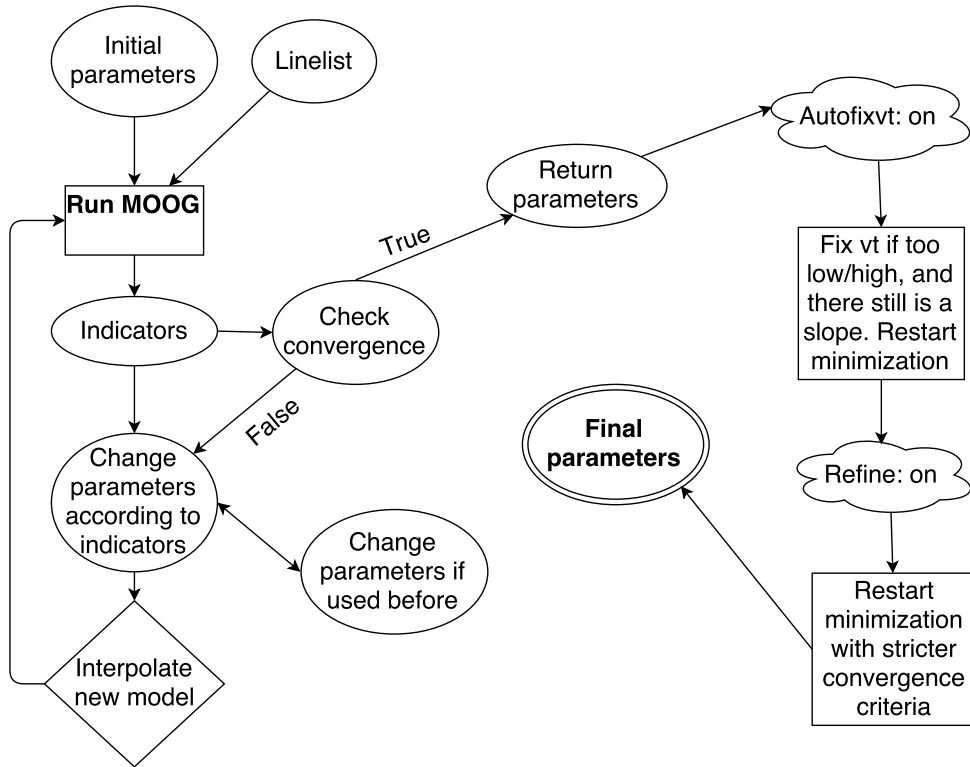 Initial
parameters
Linelist
Run MOOG
Indicators
Check
convergence
True
False
Change
parameters
according to
indicators
Change
parameters if
used before
Interpolate
new model
Return
parameters
Autofixvt: on
Fix vt if too
low/high, and
there still is a
slope. Restart
minimization
Refine: on
Restart
minimization
with stricter
convergence
criteria
Final
parameters